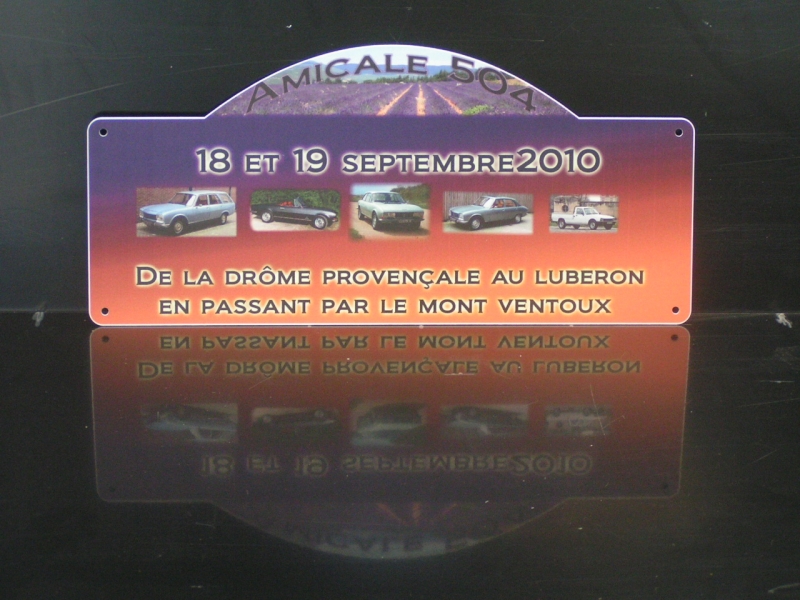 AMICALE 504
18 ET 19 SEPTEMBRE2010
DE LA DRÔME PROVENÇALE AU LUBERON
EN PASSANT PAR LE MONT VENTOUX